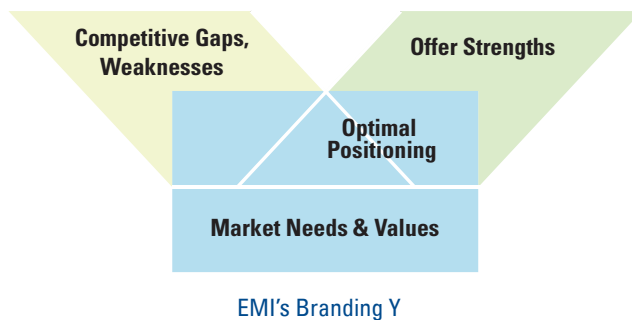 Competitive Gaps,
Weaknesses
Offer Strengths
Optimal
Positioning
Market Needs & Values
EMI's Branding Y